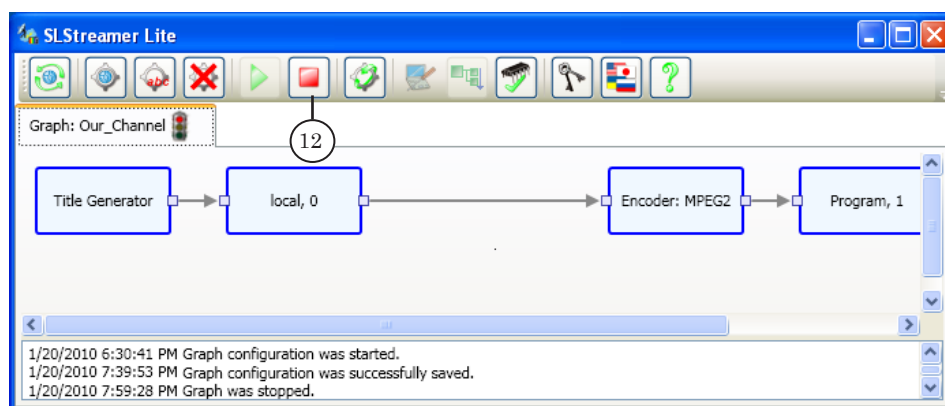 SLStreamer Lite
abc
12
Graph: Our_Channel
Title Generator
local, 0
Encoder: MPEG2
Program, 1
1/20/2010 6:30:41 PM Graph configuration was started.
1/20/2010 7:39:53 PM Graph configuration was successfully saved.
1/20/2010 7:59:28 PM Graph was stopped.